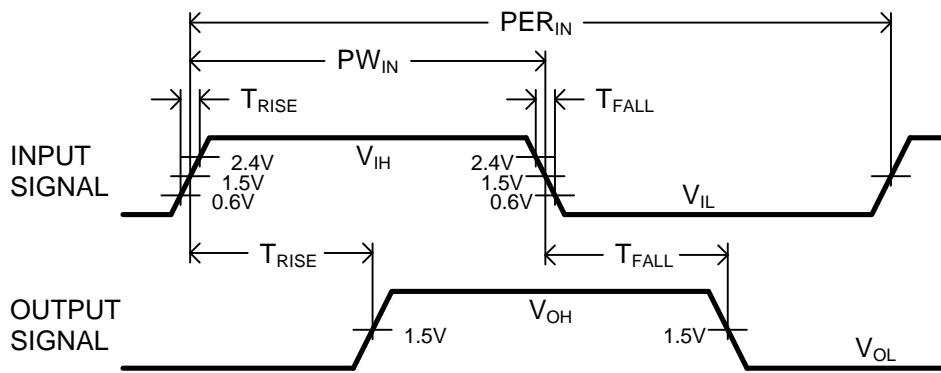 PER_IN
PW_IN
T_RISE T_FALL
INPUT SIGNAL
V_IH
2.4V 2.4V
1.5V 1.5V
0.6V 0.6V
V_IL
T_RISE T_FALL
OUTPUT SIGNAL
V_OH
1.5V 1.5V
V_OL